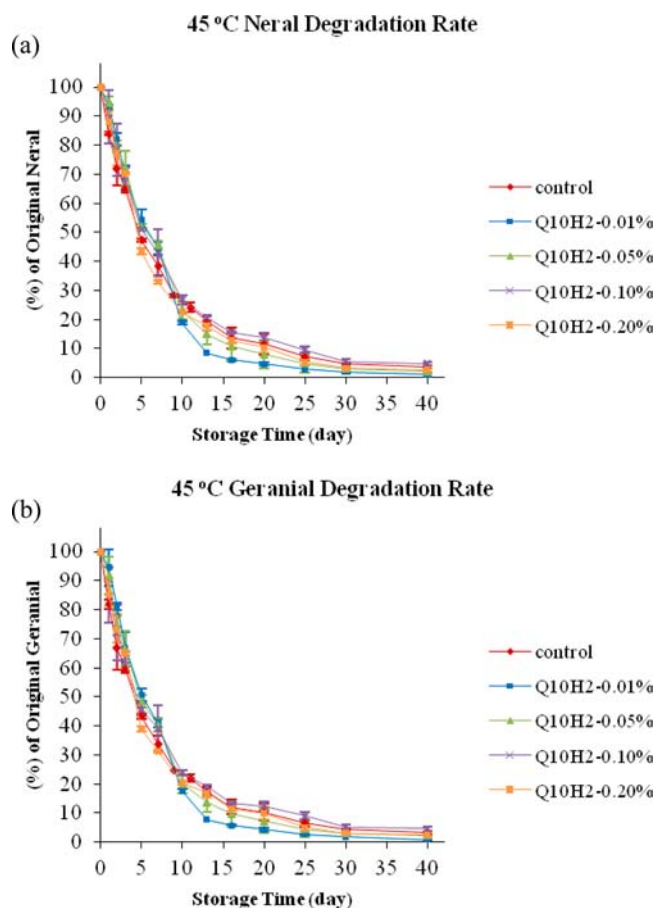 45 °C Neral Degradation Rate
(a)
100
90
80
70
60
50
40
30
20
10
0
(%) of Original Neral
0 5 10 15 20 25 30 35 40
Storage Time (day)
control
Q10H2-0.01%
Q10H2-0.05%
Q10H2-0.10%
Q10H2-0.20%
45 °C Geranial Degradation Rate
(b)
100
90
80
70
60
50
40
30
20
10
0
(%) of Original Geranial
0 5 10 15 20 25 30 35 40
Storage Time (day)
control
Q10H2-0.01%
Q10H2-0.05%
Q10H2-0.10%
Q10H2-0.20%